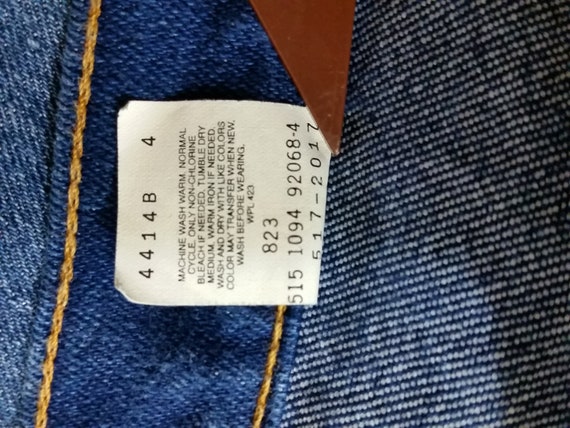 4414B 4
MACHINE WASH WARM. NORMAL
CYCLE. ONLY NON-CHLORINE
BLEACH IF NEEDED. TUMBLE DRY
MEDIUM. WARM IRON IF NEEDED.
WASH AND DRY WITH LIKE COLORS
COLOR MAY TRANSFER WHEN NEW.
WASH BEFORE WEARING.
WPL 423
823
515 1094 92068-4
517-2017